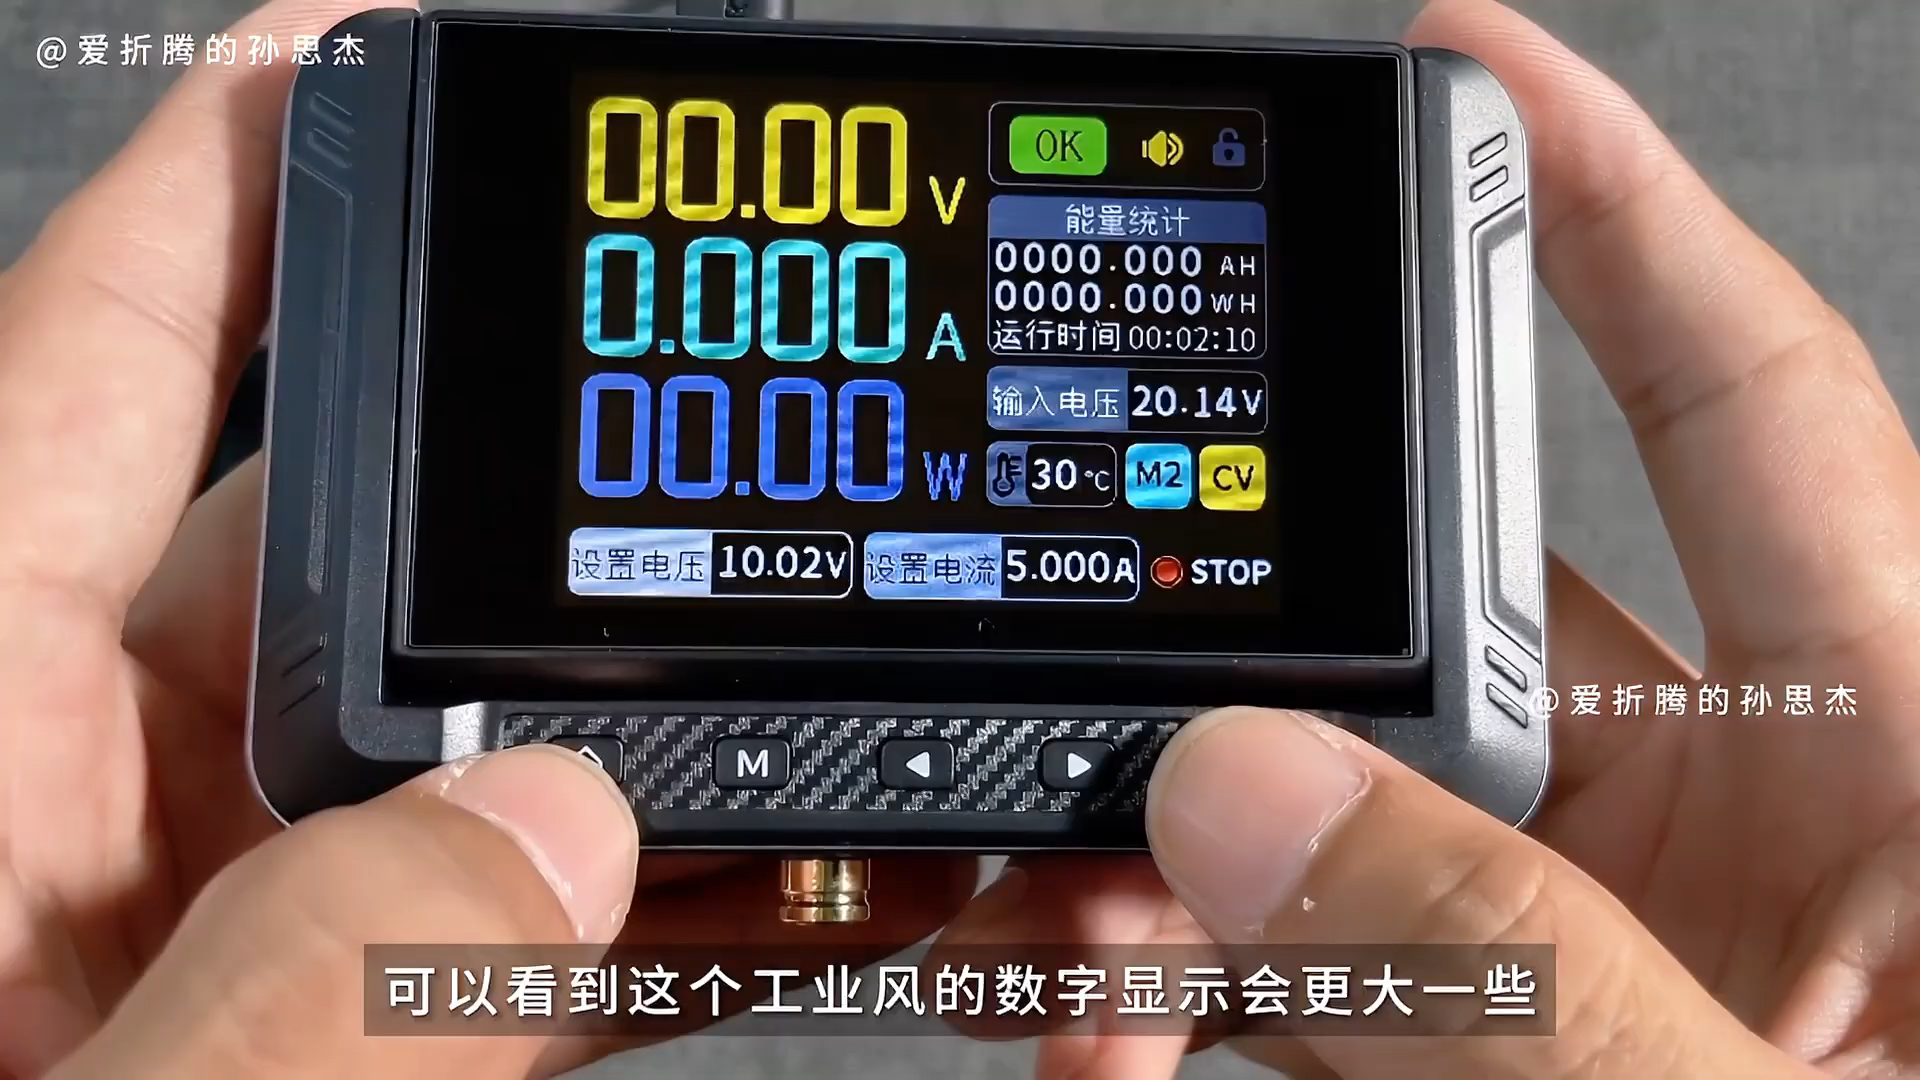 @爱折腾的孙思杰
00.00 V
0.000 A
00.00 W
OK
能量统计
0000.000 AH
0000.000 WH
运行时间 00:02:10
输入电压 20.14V
30℃ M2 CV
设置电压 10.02V 设置电流 5.000A STOP
@爱折腾的孙思杰
M
可以看到这个工业风的数字显示会更大一些